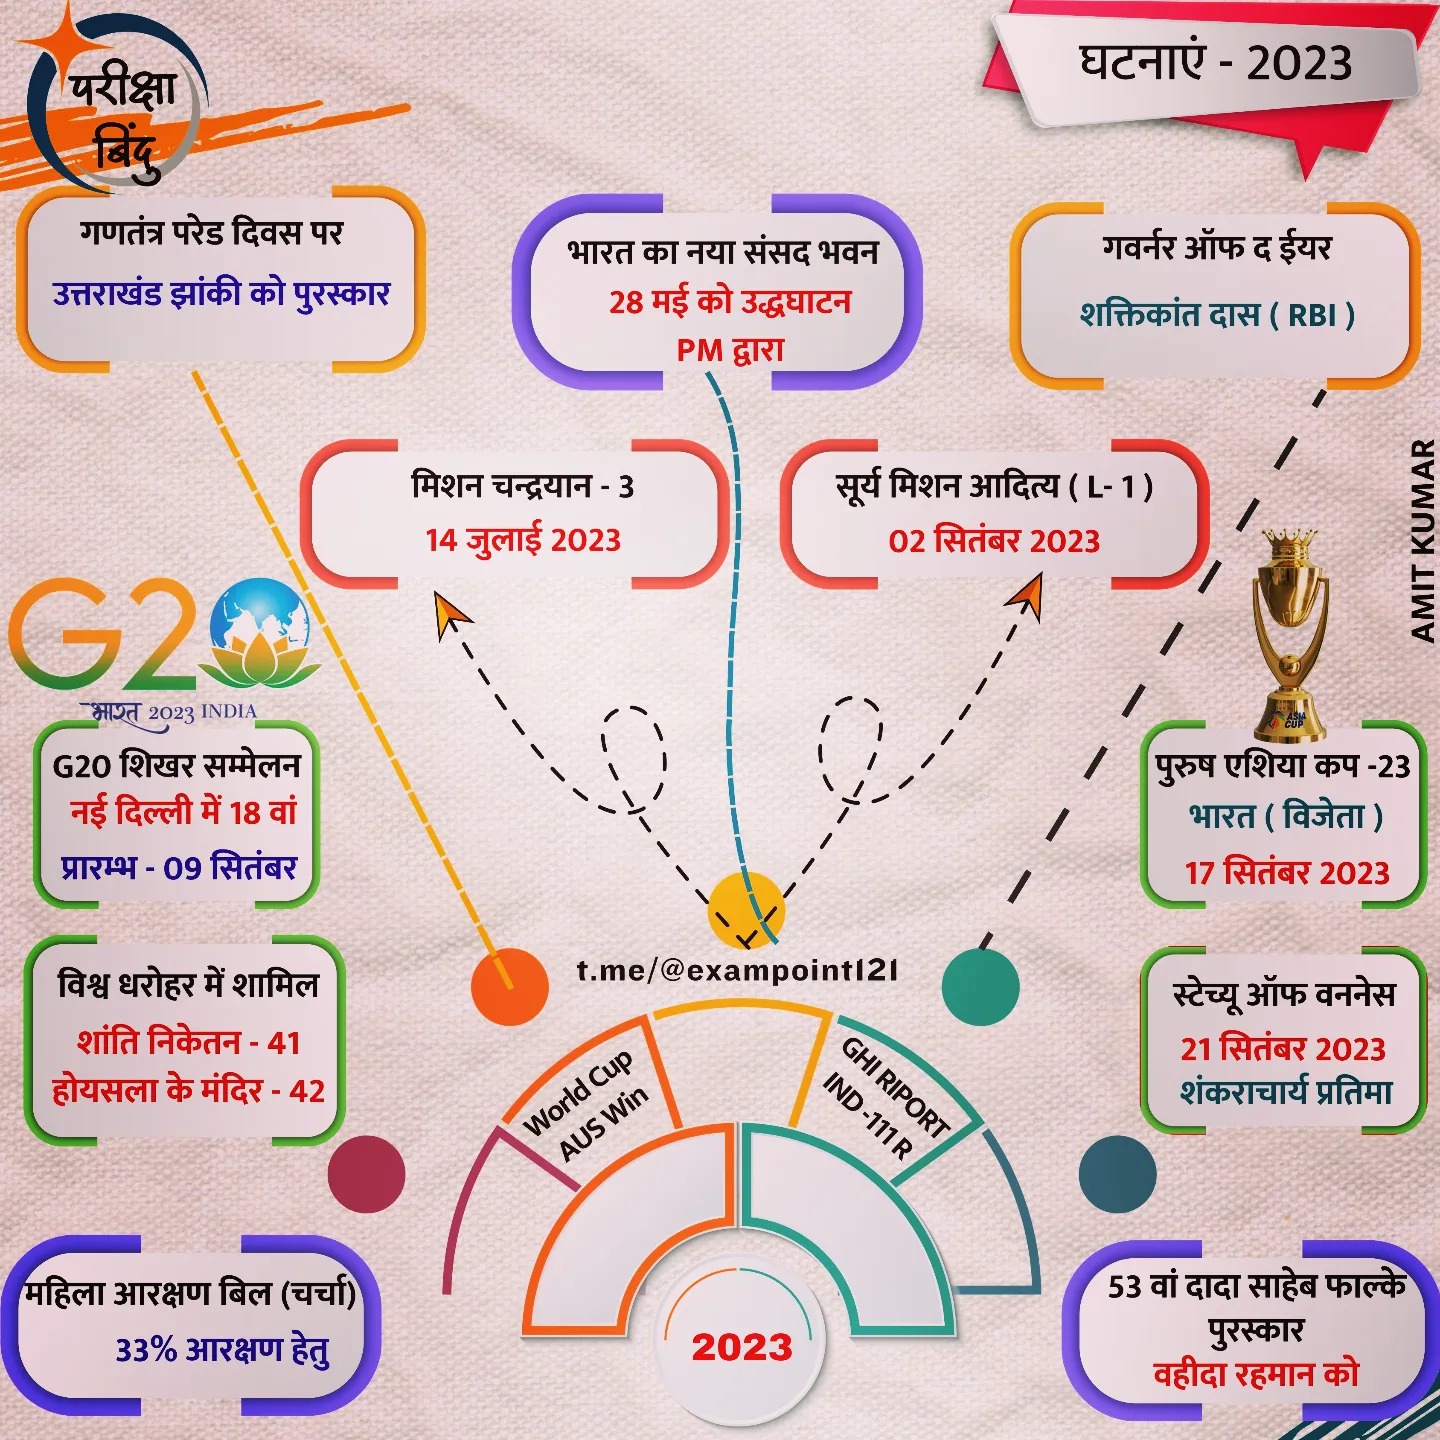 परीक्षा
बिंदु
घटनाएं - 2023
गणतंत्र परेड दिवस पर
उत्तराखंड झांकी को पुरस्कार
भारत का नया संसद भवन
28 मई को उद्धघाटन
PM द्वारा
गवर्नर ऑफ द ईयर
शक्तिकांत दास ( RBI )
मिशन चन्द्रयान - 3
14 जुलाई 2023
सूर्य मिशन आदित्य ( L- 1 )
02 सितंबर 2023
AMIT KUMAR
G20
भारत 2023 INDIA
G20 शिखर सम्मेलन
नई दिल्ली में 18 वां
प्रारम्भ - 09 सितंबर
ASIA
CUP
पुरुष एशिया कप -23
भारत ( विजेता )
17 सितंबर 2023
विश्व धरोहर में शामिल
शांति निकेतन - 41
होयसला के मंदिर - 42
t.me/@exampoint121
स्टेच्यू ऑफ वननेस
21 सितंबर 2023
शंकराचार्य प्रतिमा
World Cup
AUS Win
GHI RIPORT
IND -111 R
महिला आरक्षण बिल (चर्चा)
33% आरक्षण हेतु
2023
53 वां दादा साहेब फाल्के
पुरस्कार
वहीदा रहमान को